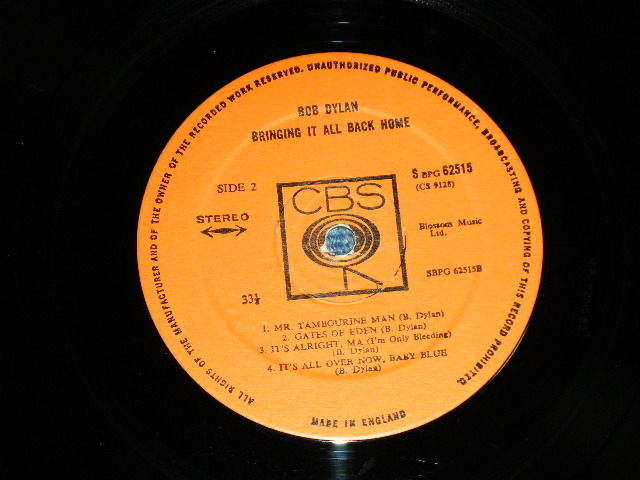 ALL RIGHTS OF THE MANUFACTURER AND OF THE OWNER OF THE RECORDED WORK RESERVED. UNAUTHORIZED PUBLIC PERFORMANCE, BROADCASTING AND COPYING OF THIS RECORD PROHIBITED.
BOB DYLAN
BRINGING IT ALL BACK HOME
S BPG 62515
(CS 9128)
SIDE 2
CBS
STEREO
Blossom Music
Ltd.
SBPG 62515B
33⅓
1. MR. TAMBOURINE MAN (B. Dylan)
2. GATES OF EDEN (B. Dylan)
3. IT'S ALRIGHT, MA (I'm Only Bleeding)
(B. Dylan)
4. IT'S ALL OVER NOW, BABY BLUE
(B. Dylan)
MADE IN ENGLAND